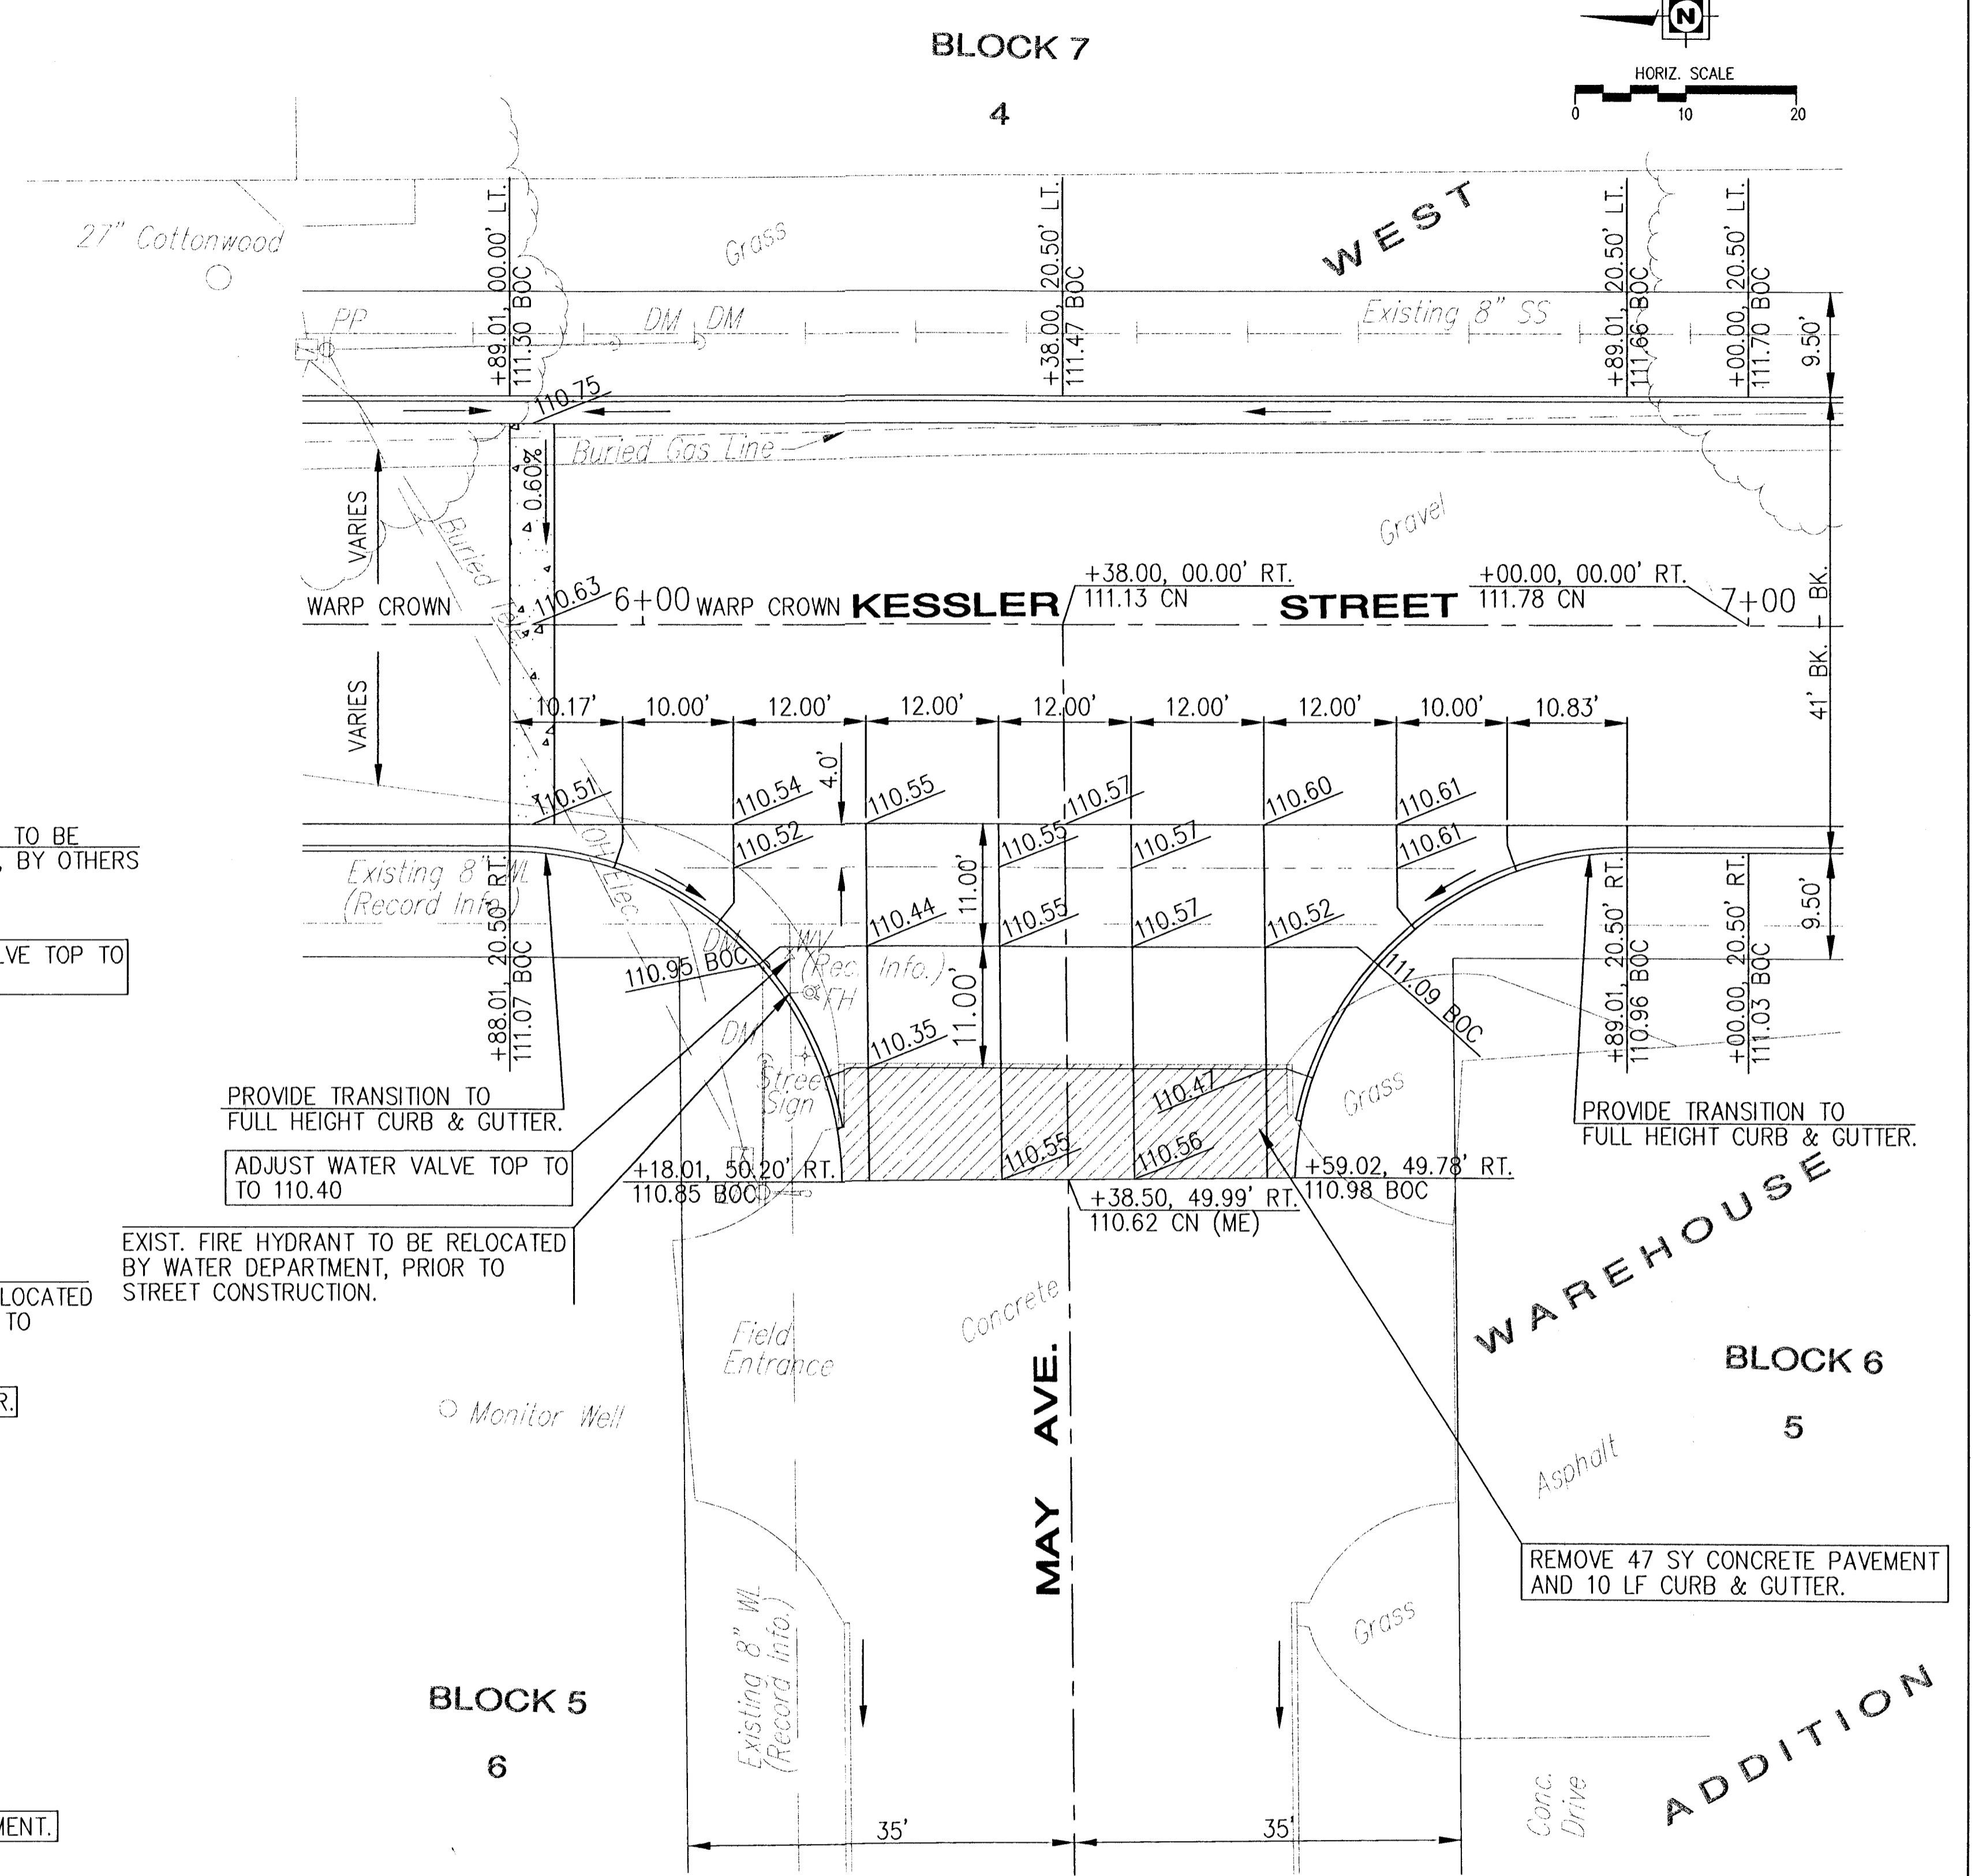 N
BLOCK 7
4
HORIZ. SCALE
0 10 20
27" Cottonwood
Grass
WEST
+89.01, 00.00' LT.
111.30 BOC
+38.00, 20.50' LT.
111.47 BOC
+89.01, 20.50' LT.
111.66 BOC
+00.00, 20.50' LT.
111.70 BOC
PP
DM DM
Existing 8" SS
9.50'
110.75
Buried Gas Line
0.60%
VARIES
Buried
Gravel
WARP CROWN
110.63
6+00 WARP CROWN
KESSLER STREET
+38.00, 00.00' RT.
111.13 CN
+00.00, 00.00' RT.
111.78 CN
7+00
41' BK. - BK.
VARIES
10.17' 10.00' 12.00' 12.00' 12.00' 12.00' 12.00' 10.00' 10.83'
4.0'
110.51
110.54
110.55
110.57
110.60
110.61
110.52
110.55
110.57
110.61
TO BE
, BY OTHERS
Existing 8" WL
(Record Info.)
OH Elec.
11.00'
110.44
110.55
110.57
110.52
9.50'
LVE TOP TO
+88.01, 20.50' RT.
111.07 BOC
110.95 BOC
DM
WV
(Rec. Info.)
FH
DM
11.00'
111.09 BOC
+89.01, 20.50' RT.
110.96 BOC
+00.00, 20.50' RT.
111.03 BOC
110.35
Street
Sign
110.47
Grass
PROVIDE TRANSITION TO
FULL HEIGHT CURB & GUTTER.
PROVIDE TRANSITION TO
FULL HEIGHT CURB & GUTTER.
ADJUST WATER VALVE TOP TO
TO 110.40
+18.01, 50.20' RT.
110.85 BOC
110.55
110.56
+59.02, 49.78' RT.
110.98 BOC
+38.50, 49.99' RT.
110.62 CN (ME)
WAREHOUSE
EXIST. FIRE HYDRANT TO BE RELOCATED
BY WATER DEPARTMENT, PRIOR TO
STREET CONSTRUCTION.
LOCATED
TO
Field
Entrance
Concrete
MAY AVE.
BLOCK 6
5
R.
Monitor Well
Asphalt
REMOVE 47 SY CONCRETE PAVEMENT
AND 10 LF CURB & GUTTER.
Existing 8" WL
(Record Info.)
Grass
BLOCK 5
6
ADDITION
Conc.
Drive
MENT.
35' 35'